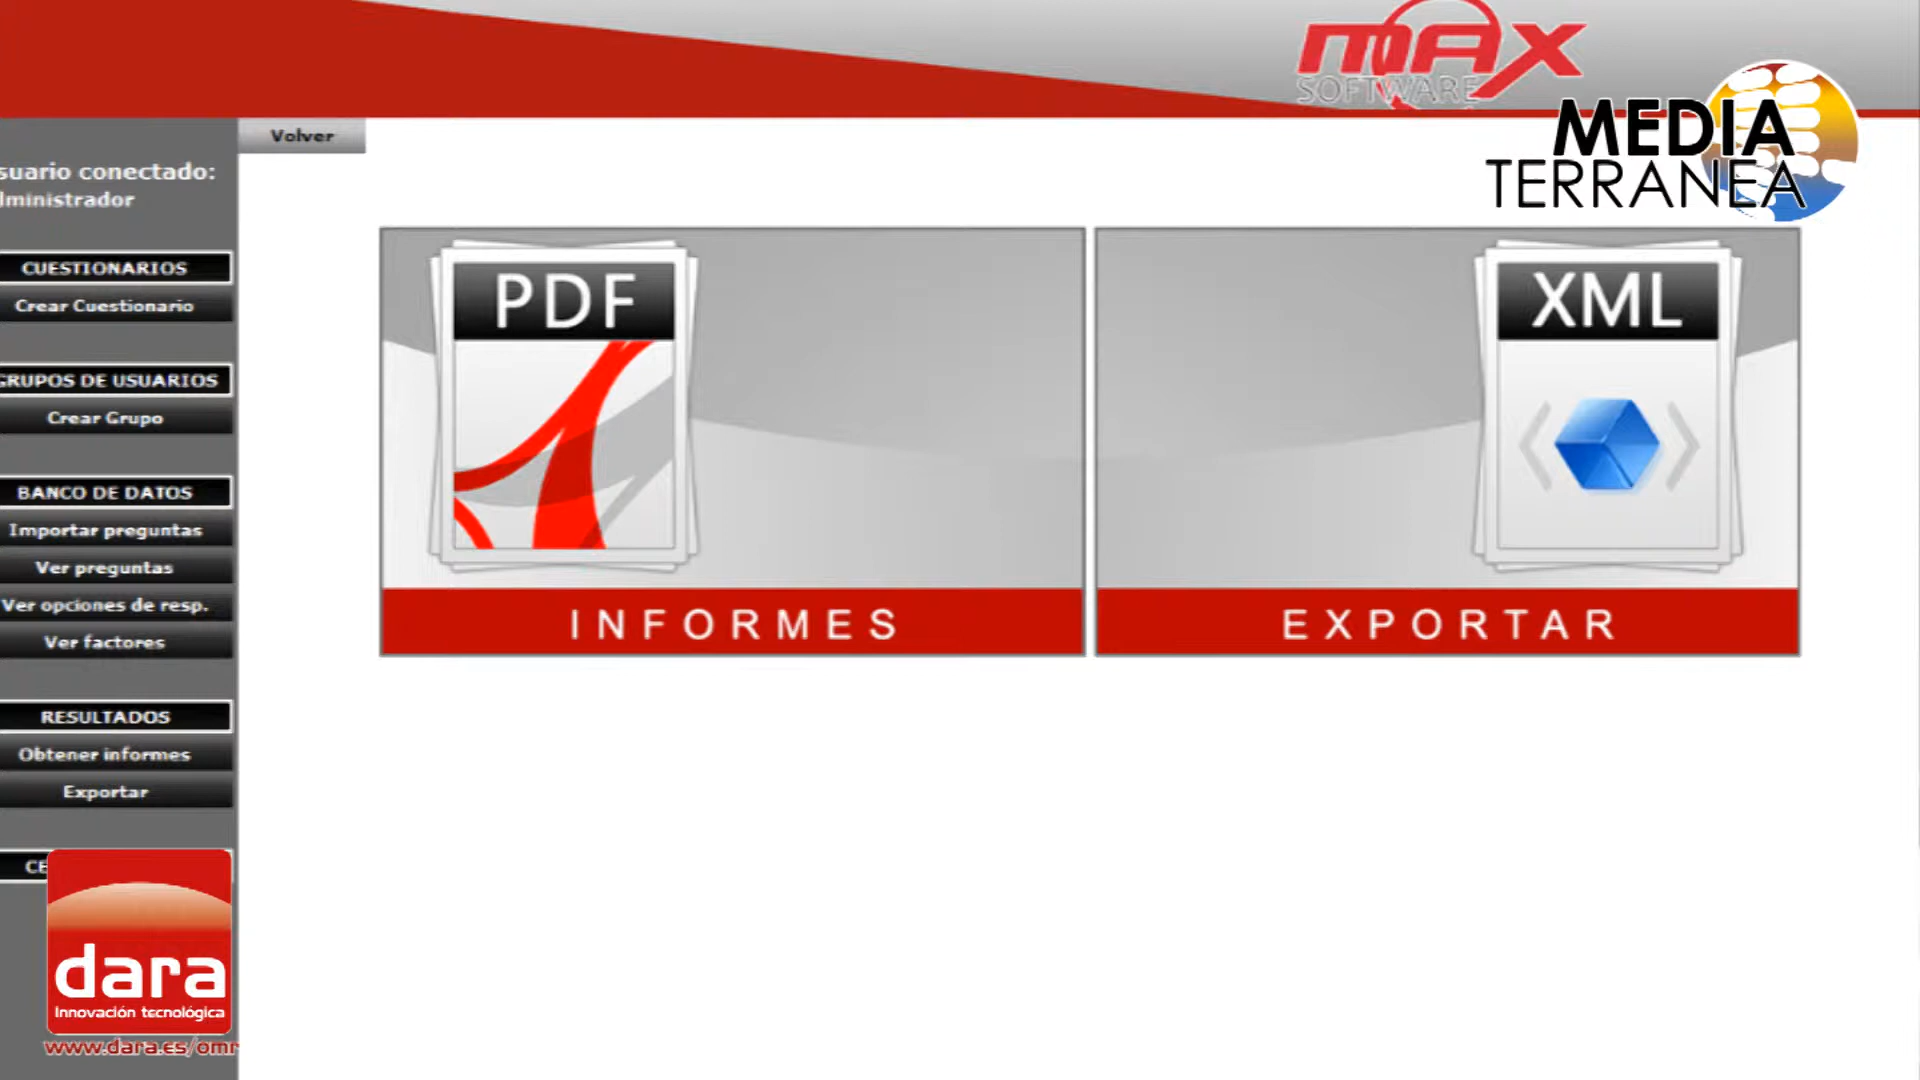 max
SOFTWARE
MEDIA
TERRANEA
Volver
suario conectado:
dministrador
CUESTIONARIOS
Crear Cuestionario
GRUPOS DE USUARIOS
Crear Grupo
BANCO DE DATOS
Importar preguntas
Ver preguntas
Ver opciones de resp.
Ver factores
RESULTADOS
Obtener informes
Exportar
CE
PDF
INFORMES
XML
EXPORTAR
dara
Innovación tecnológica
www.dara.es/omr